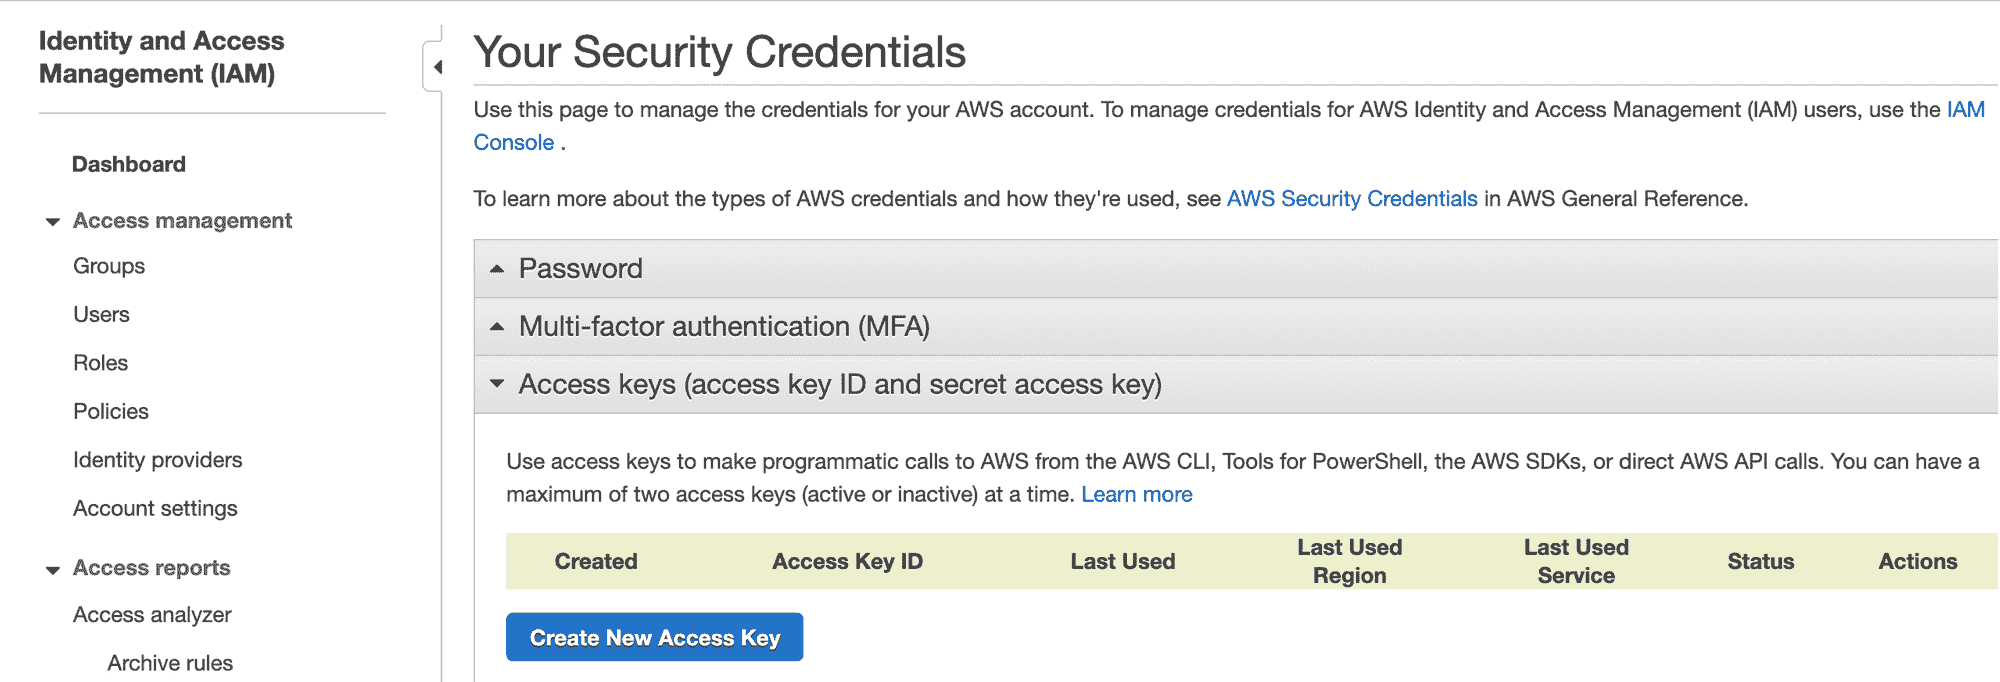 Identity and Access
Management (IAM)
Dashboard
Access management
Groups
Users
Roles
Policies
Identity providers
Account settings
Access reports
Access analyzer
Archive rules
Your Security Credentials
Use this page to manage the credentials for your AWS account. To manage credentials for AWS Identity and Access Management (IAM) users, use the IAM
Console .
To learn more about the types of AWS credentials and how they're used, see AWS Security Credentials in AWS General Reference.
Password
Multi-factor authentication (MFA)
Access keys (access key ID and secret access key)
Use access keys to make programmatic calls to AWS from the AWS CLI, Tools for PowerShell, the AWS SDKs, or direct AWS API calls. You can have a
maximum of two access keys (active or inactive) at a time. Learn more
Created Access Key ID Last Used Last Used Region Last Used Service Status Actions
Create New Access Key